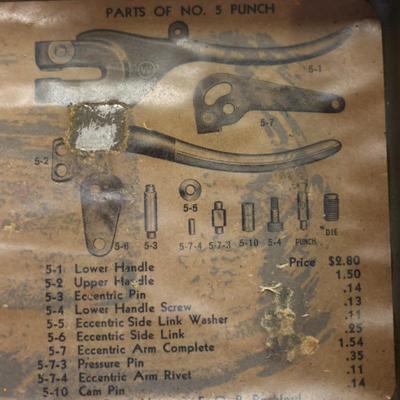 PARTS OF NO. 5 PUNCH
5-1
5-7
5-2
5-5
5-6
5-3
5-7-4
5-7-3
5-10
5-4
PUNCH
DIE
Price
5-1 Lower Handle $2.80
5-2 Upper Handle 1.50
5-3 Eccentric Pin .14
5-4 Lower Handle Screw .13
5-5 Eccentric Side Link Washer .11
5-6 Eccentric Side Link .25
5-7 Eccentric Arm Complete 1.54
5-7-3 Pressure Pin .35
5-7-4 Eccentric Arm Rivet .11
5-10 Cam Pin .14
F. O. B.